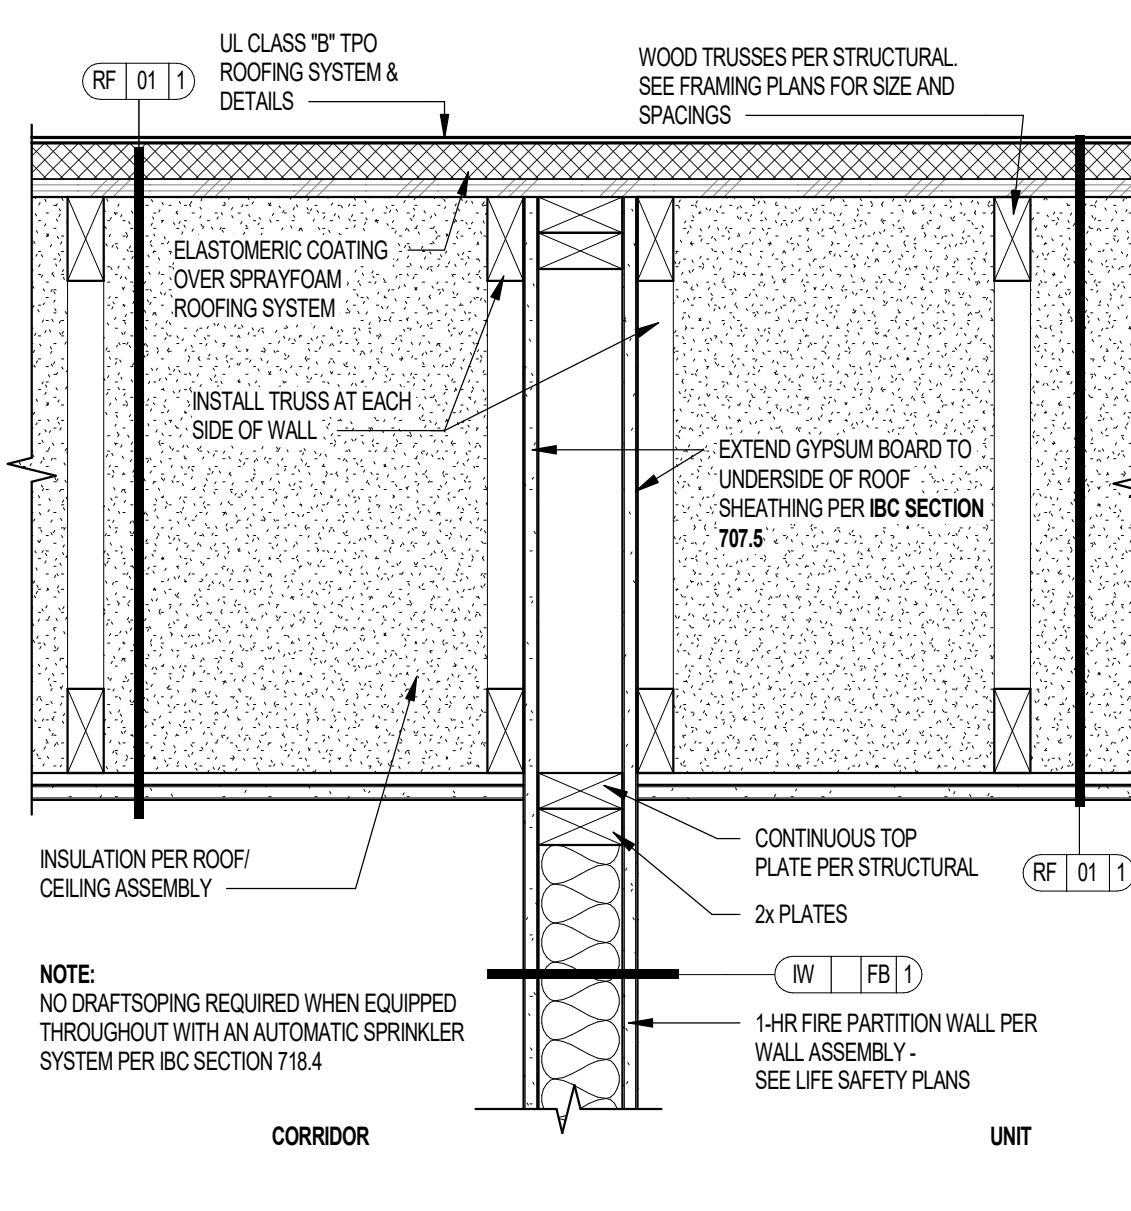 UL CLASS "B" TPO
ROOFING SYSTEM &
DETAILS
WOOD TRUSSES PER STRUCTURAL.
SEE FRAMING PLANS FOR SIZE AND
SPACINGS
RF 01 1
ELASTOMERIC COATING
OVER SPRAYFOAM
ROOFING SYSTEM
INSTALL TRUSS AT EACH
SIDE OF WALL
EXTEND GYPSUM BOARD TO
UNDERSIDE OF ROOF
SHEATHING PER IBC SECTION
707.5
INSULATION PER ROOF/
CEILING ASSEMBLY
CONTINUOUS TOP
PLATE PER STRUCTURAL
RF 01 1
2x PLATES
NOTE:
NO DRAFTSOPING REQUIRED WHEN EQUIPPED
THROUGHOUT WITH AN AUTOMATIC SPRINKLER
SYSTEM PER IBC SECTION 718.4
IW FB 1
1-HR FIRE PARTITION WALL PER
WALL ASSEMBLY -
SEE LIFE SAFETY PLANS
CORRIDOR
UNIT